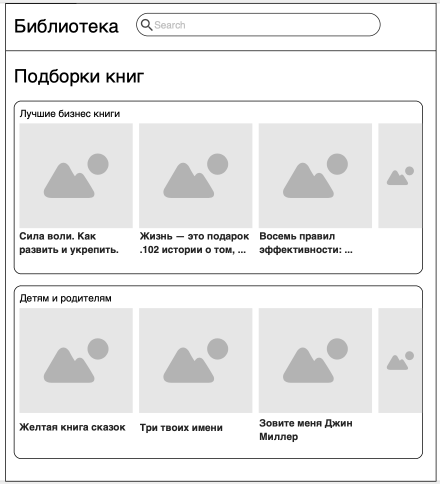 Библиотека
Search
Подборки книг
Лучшие бизнес книги
Сила воли. Как
развить и укрепить.
Жизнь — это подарок
.102 истории о том, ...
Восемь правил
эффективности: ...
Детям и родителям
Желтая книга сказок
Три твоих имени
Зовите меня Джин
Миллер